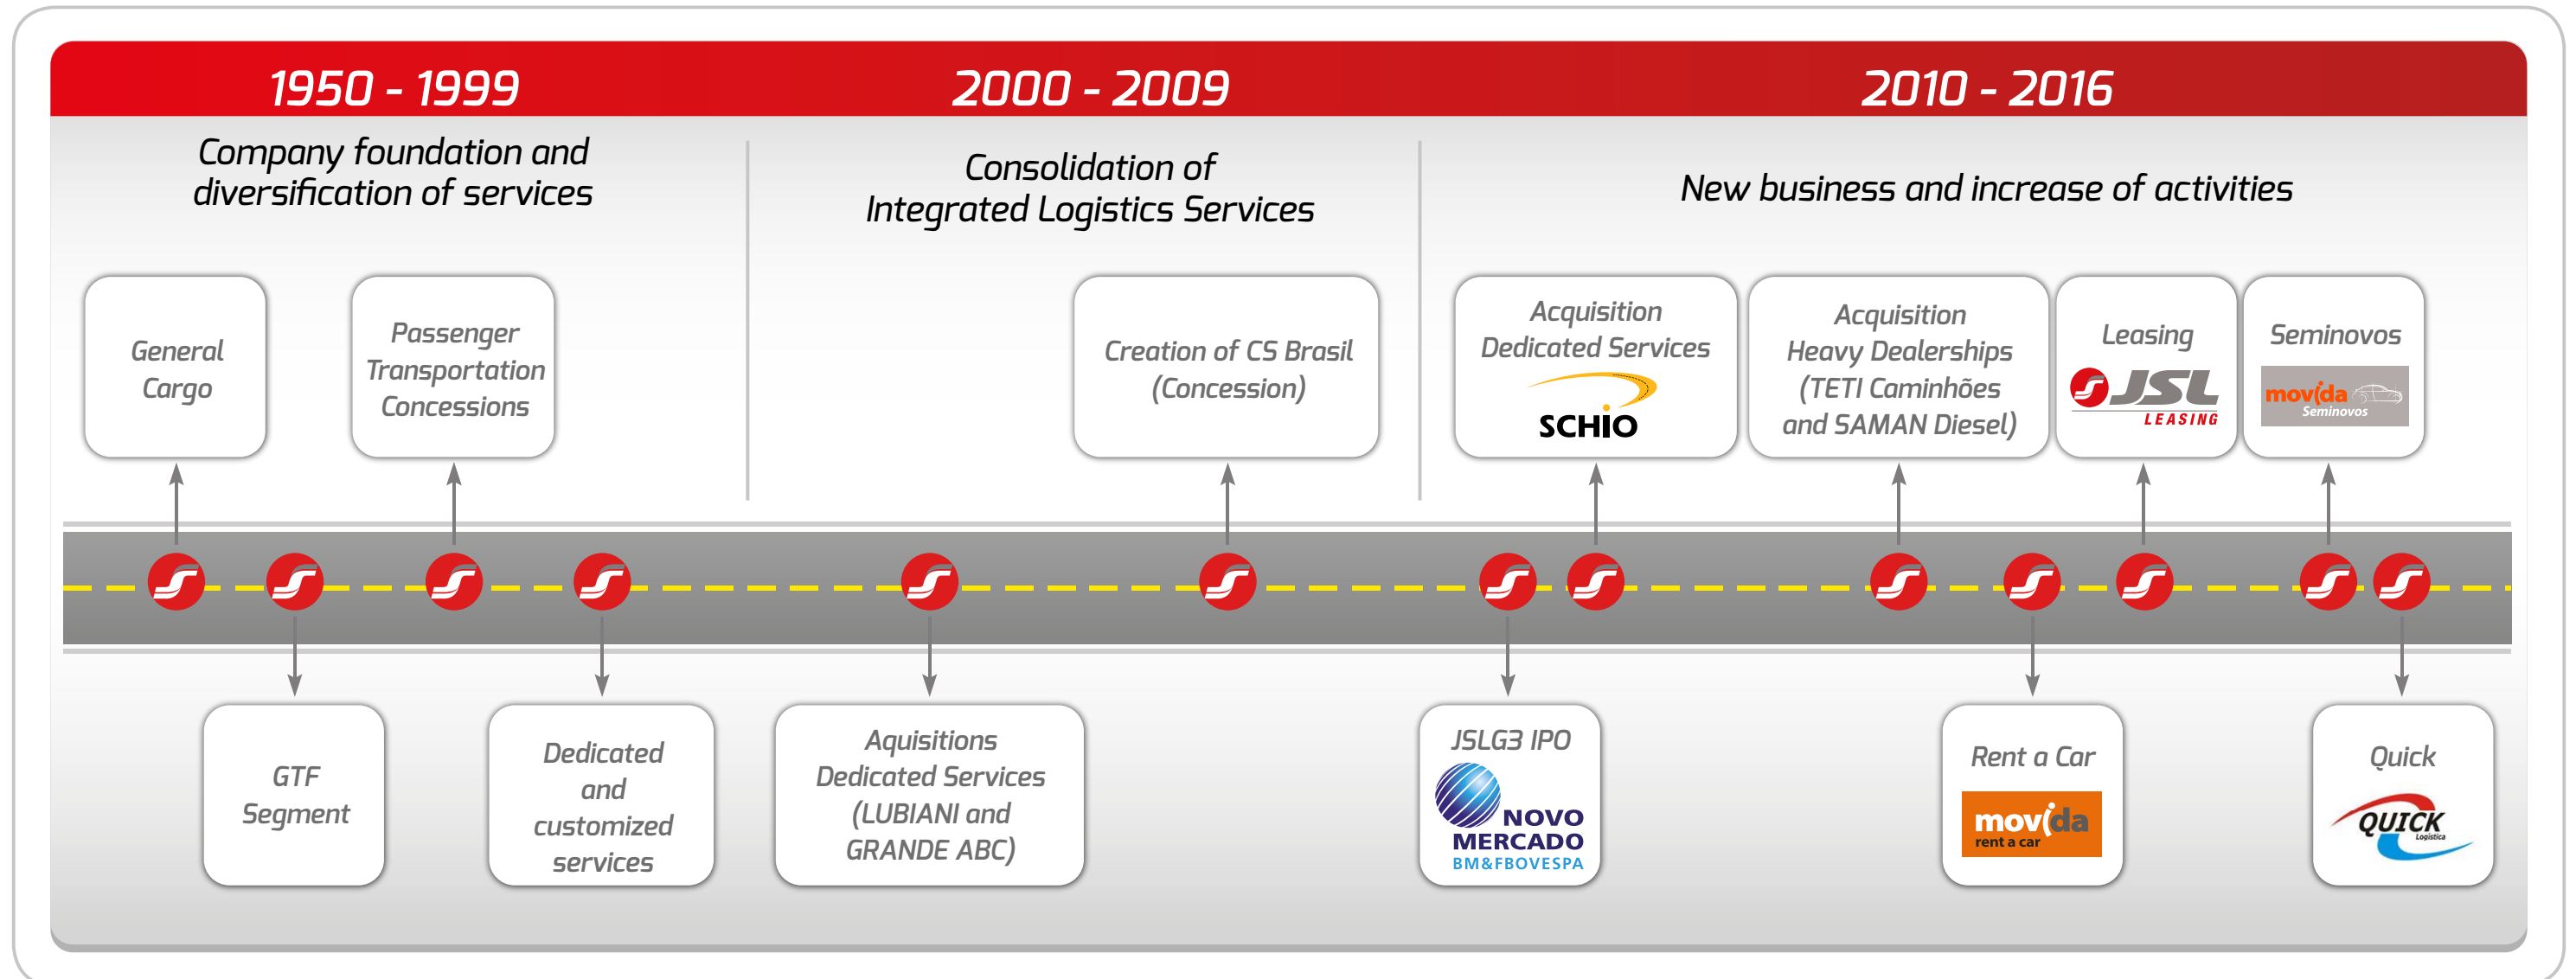 1950 - 1999
2000 - 2009
2010 - 2016
Company foundation and
diversification of services
Consolidation of
Integrated Logistics Services
New business and increase of activities
General
Cargo
Passenger
Transportation
Concessions
Creation of CS Brasil
(Concession)
Acquisition
Dedicated Services
SCHIO
Acquisition
Heavy Dealerships
(TETI Caminhões
and SAMAN Diesel)
Leasing
JSL
LEASING
Seminovos
movida
Seminovos
GTF
Segment
Dedicated
and
customized
services
Aquisitions
Dedicated Services
(LUBIANI and
GRANDE ABC)
JSLG3 IPO
NOVO
MERCADO
BM&FBOVESPA
Rent a Car
movida
rent a car
Quick
QUICK
Logística